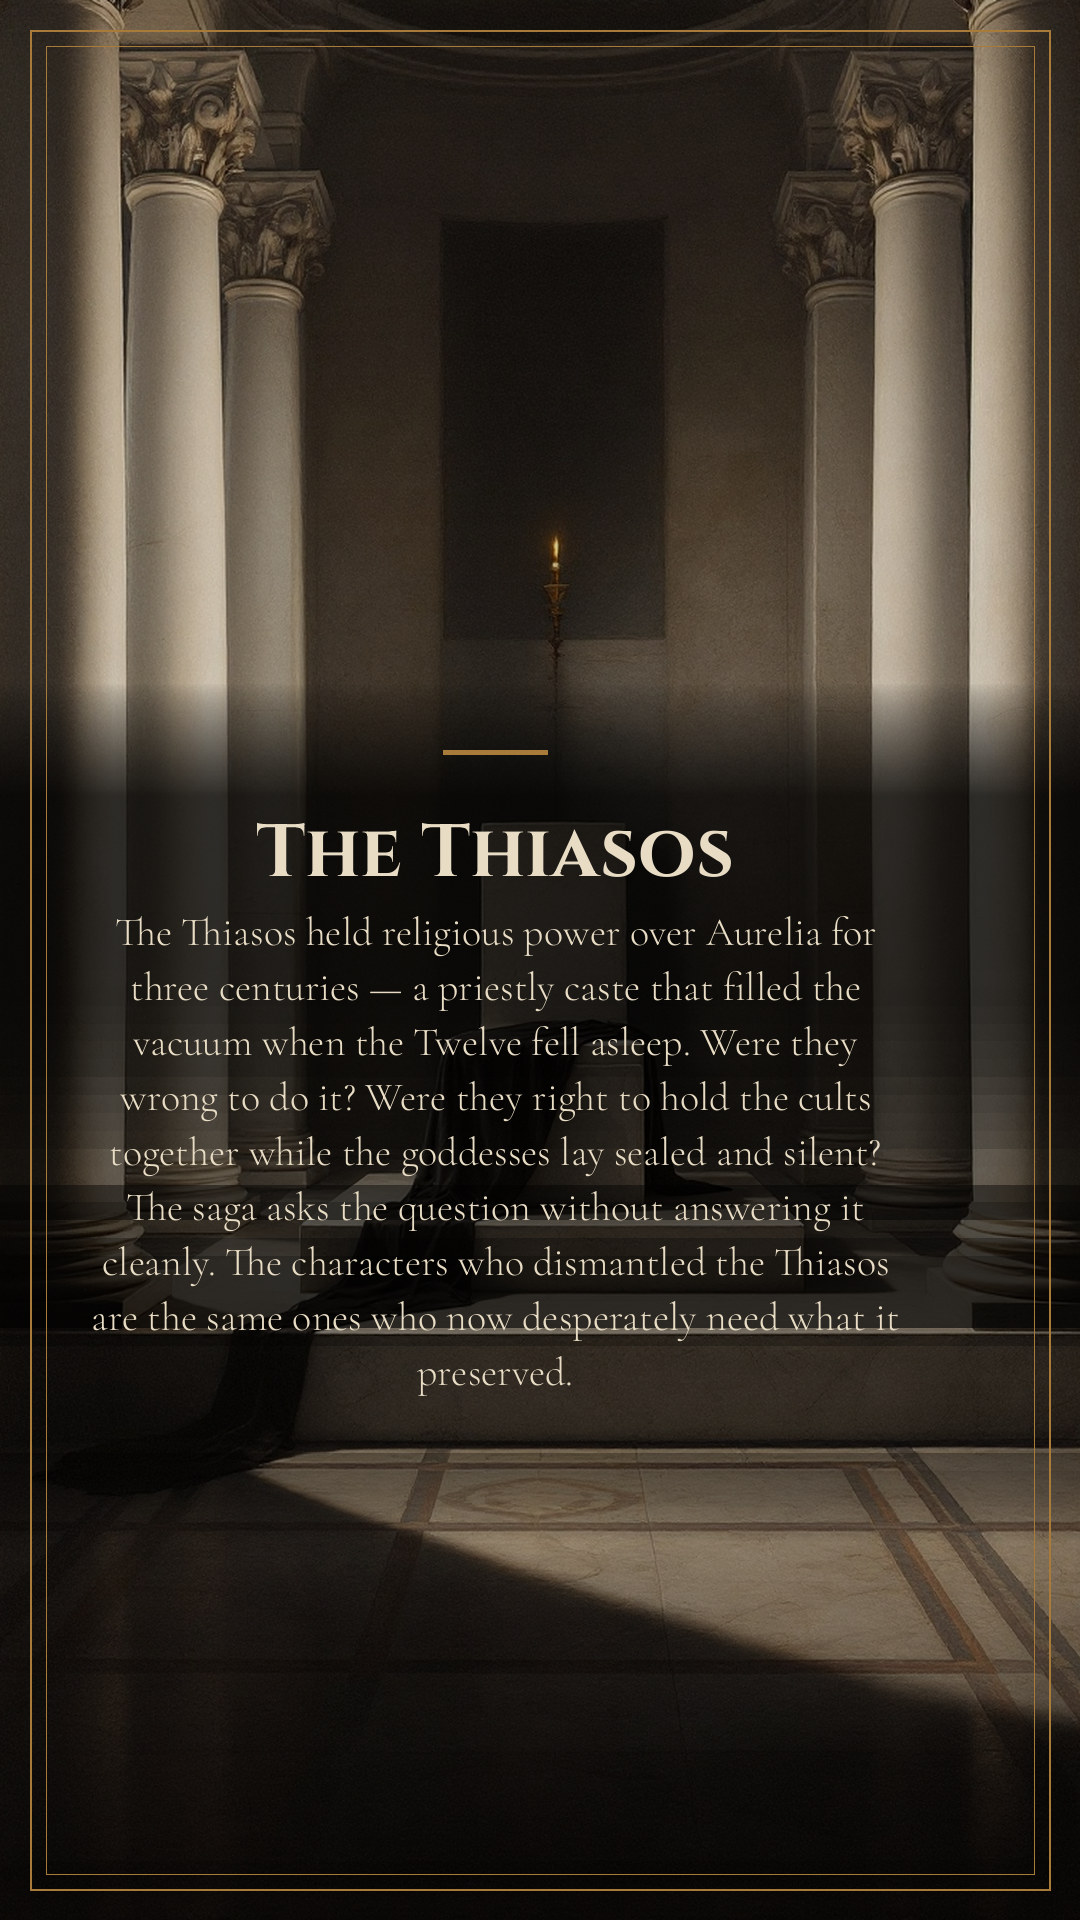 The Thiasos
The Thiasos held religious power over Aurelia for
three centuries — a priestly caste that filled the
vacuum when the Twelve fell asleep. Were they
wrong to do it? Were they right to hold the cults
together while the goddesses lay sealed and silent?
The saga asks the question without answering it
cleanly. The characters who dismantled the Thiasos
are the same ones who now desperately need what it
preserved.